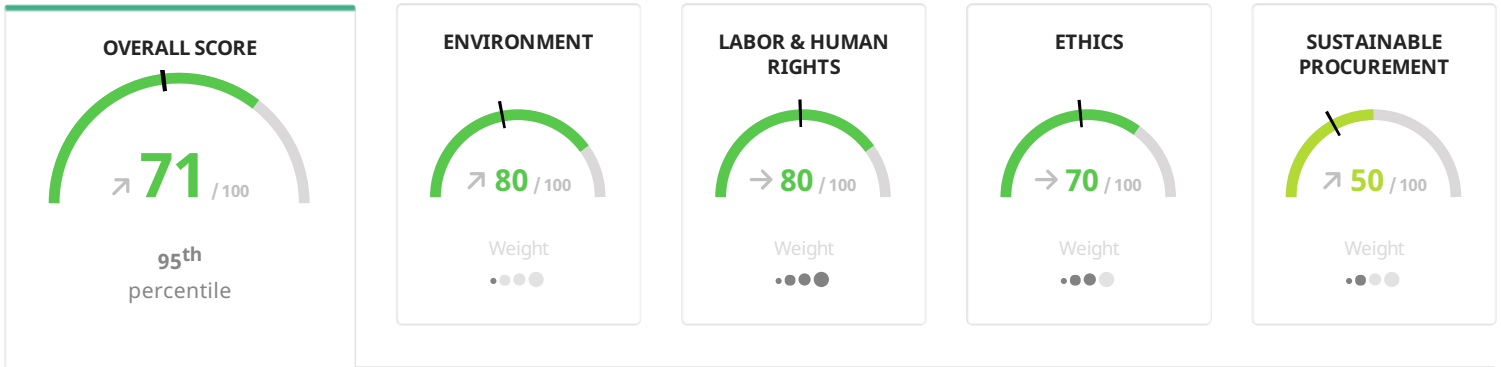 OVERALL SCORE
71 / 100
95th
percentile
ENVIRONMENT
80 / 100
Weight
LABOR & HUMAN
RIGHTS
80 / 100
Weight
ETHICS
70 / 100
Weight
SUSTAINABLE
PROCUREMENT
50 / 100
Weight